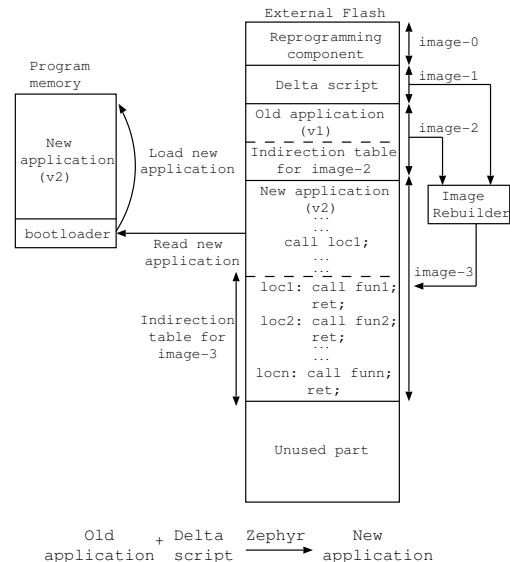 External Flash
Reprogramming
component
image-0
Delta script
image-1
Old application
(v1)
Indirection table
for image-2
image-2
Program
memory
New
application
(v2)
bootloader
Load new
application
Read new
application
New application
(v2)
...
...
call loc1;
...
...
Image
Rebuilder
image-3
loc1: call fun1;
ret;
loc2: call fun2;
ret;
...
...
locn: call funn;
ret;
Indirection
table for
image-3
Unused part
Old
application
+
Delta
script
Zephyr
New
application